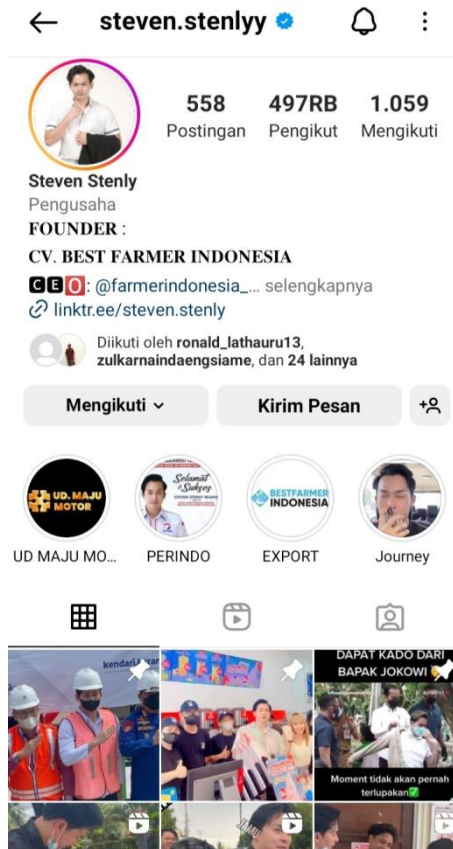 steven.stenlyy
558 497RB 1.059
Postingan Pengikut Mengikuti
Steven Stenly
Pengusaha
FOUNDER :
CV. BEST FARMER INDONESIA
CEO: @farmerindonesia_... selengkapnya
linktr.ee/steven.stenly
Diikuti oleh ronald_lathauru13,
zulkarnaindaengsiame, dan 24 lainnya
Mengikuti Kirim Pesan
UD. MAJU
MOTOR
Selamat
& Sukses
BESTFARMER
INDONESIA
UD MAJU MO... PERINDO EXPORT Journey
DAPAT KADO DARI
BAPAK JOKOWI
Moment tidak akan pernah
terlupakan